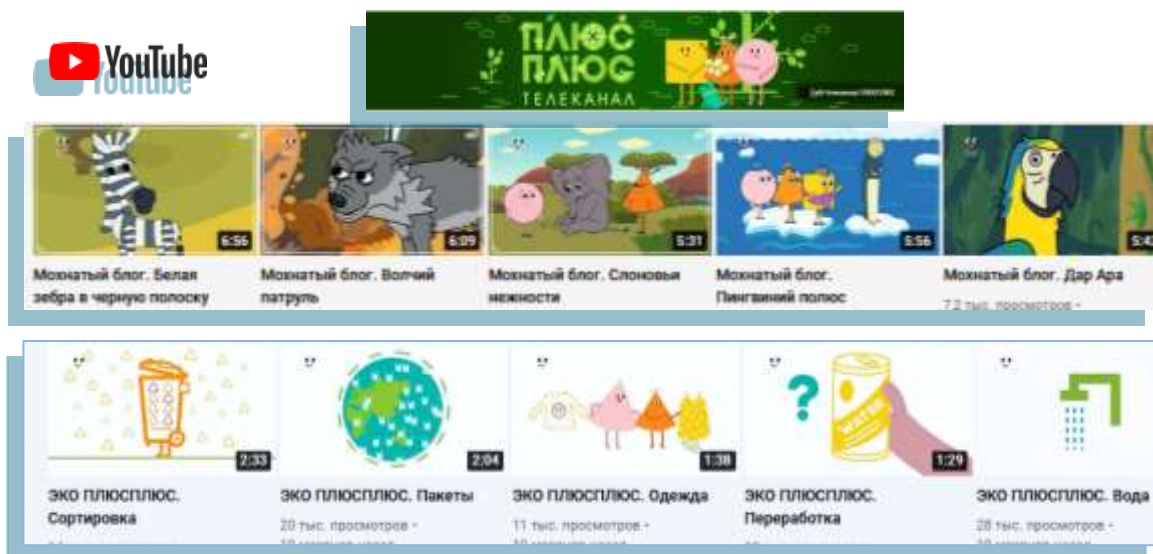 YouTube
ПЛЮС
ПЛЮС
ТЕЛЕКАНАЛ
6:56
6:09
5:31
5:56
5:42
Мохнатый блог. Белая
зебра в черную полоску
Мохнатый блог. Волчий
патруль
Мохнатый блог. Слоновьи
нежности
Мохнатый блог.
Пингвиний полюс
Мохнатый блог. Дар Ара
7,2 тыс. просмотров •
WATER
2:33
2:04
1:38
1:29
ЭКО ПЛЮСПЛЮС.
Сортировка
ЭКО ПЛЮСПЛЮС. Пакеты
20 тыс. просмотров •
ЭКО ПЛЮСПЛЮС. Одежда
11 тыс. просмотров •
ЭКО ПЛЮСПЛЮС.
Переработка
ЭКО ПЛЮСПЛЮС. Вода
28 тыс. просмотров •